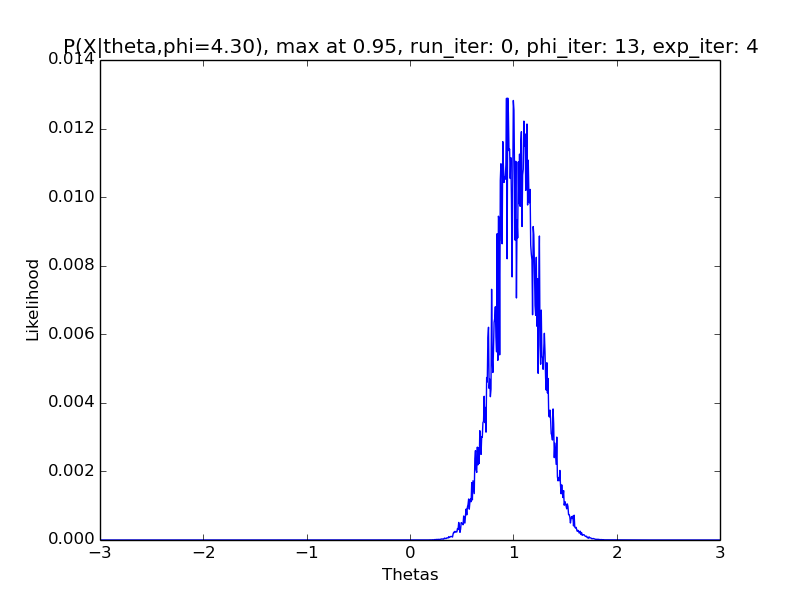 P(X|theta,phi=4.30), max at 0.95, run_iter: 0, phi_iter: 13, exp_iter: 4
0.014
0.012
0.010
0.008
0.006
0.004
0.002
0.000
Likelihood
−3 −2 −1 0 1 2 3
Thetas